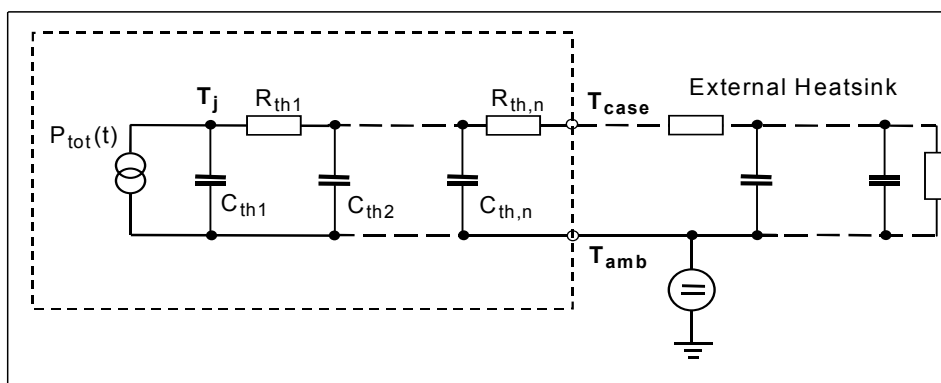 External Heatsink
T_j
R_th1
R_th,n
T_case
P_tot(t)
C_th1
C_th2
C_th,n
T_amb